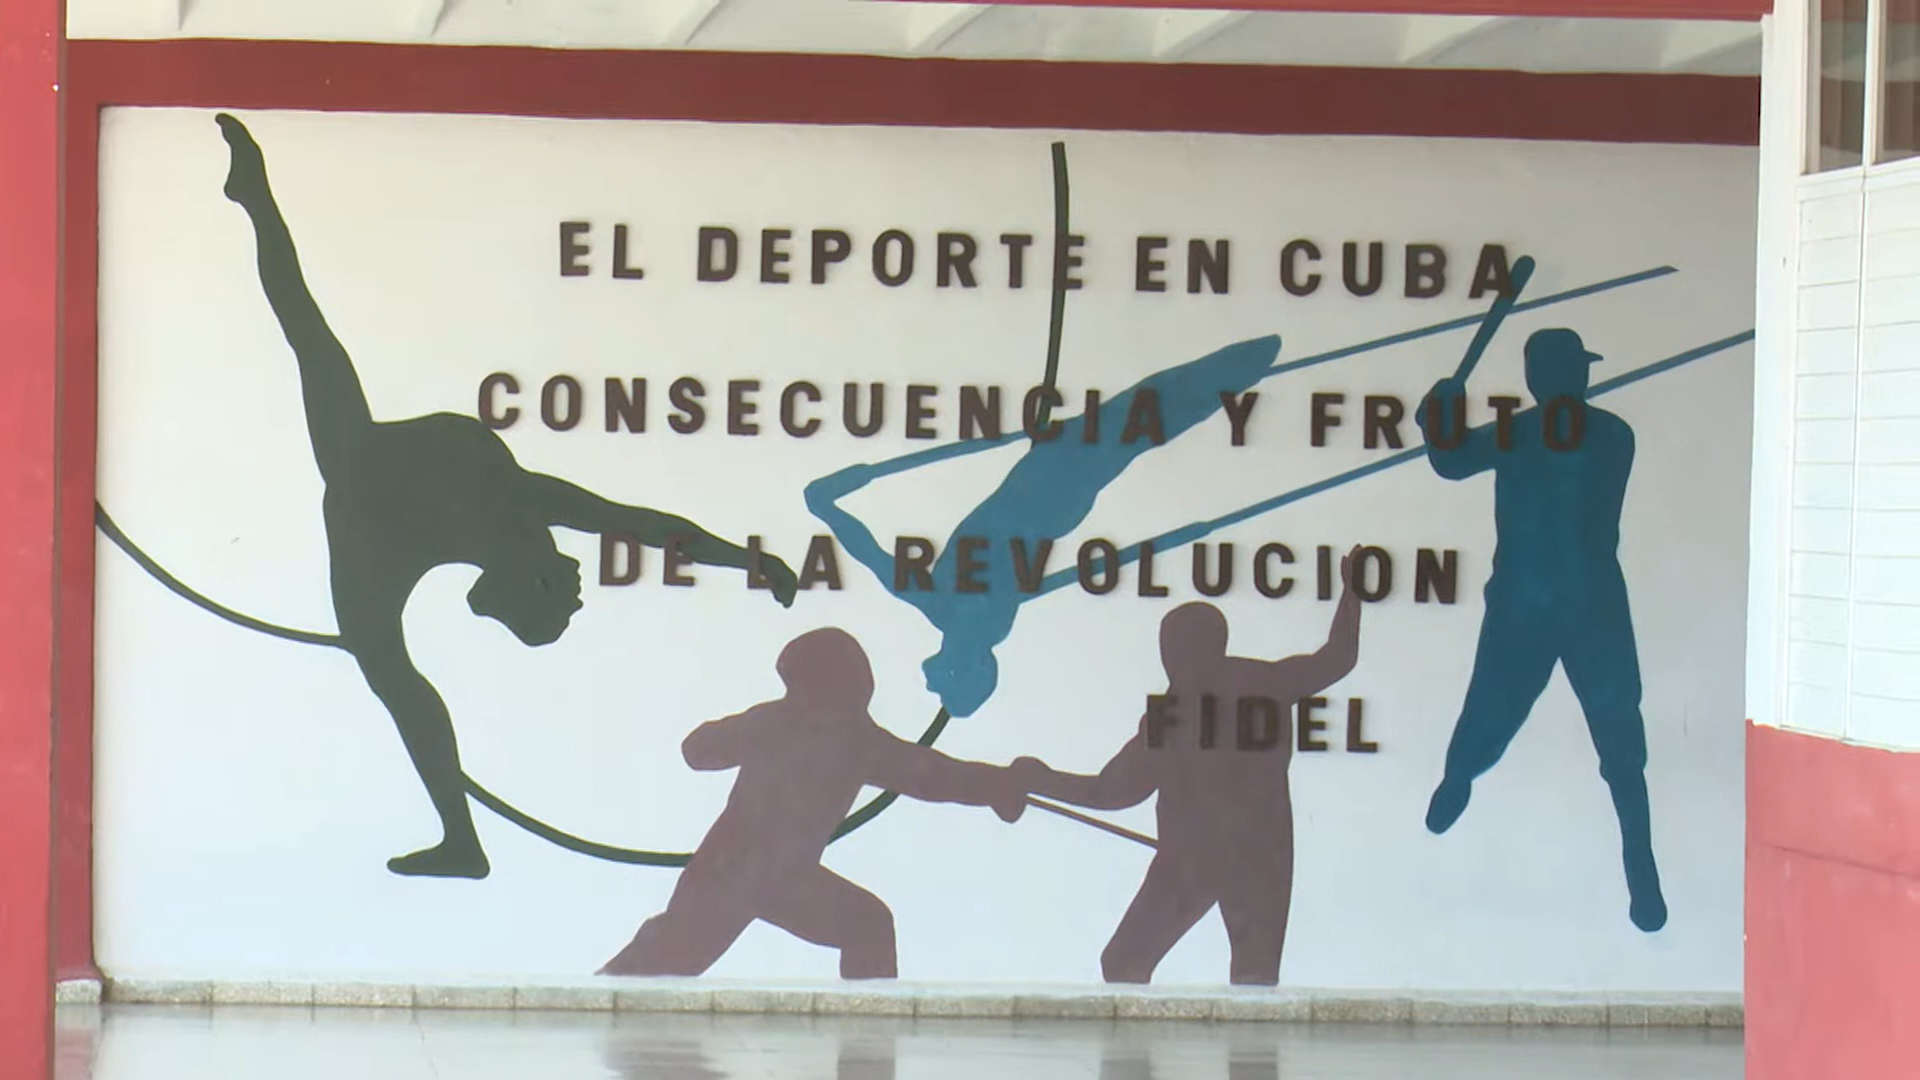 EL DEPORTE EN CUBA
CONSECUENCIA Y FRUTO
DE LA REVOLUCION
FIDEL